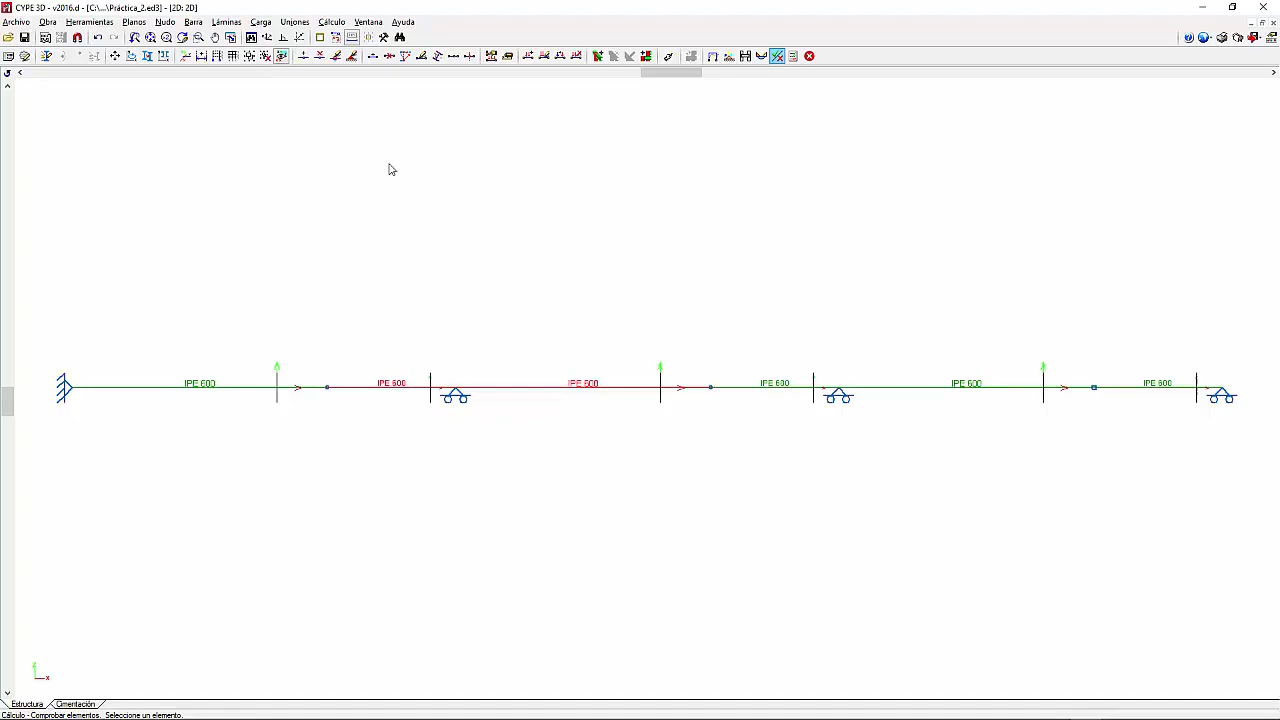 CYPE 3D - v2016.d - [C:\...\Práctica_2.ed3] - [2D: 2D]
Archivo Obra Herramientas Planos Nudo Barra Láminas Carga Uniones Cálculo Ventana Ayuda
IPE 600 IPE 600 IPE 600 IPE 600 IPE 600 IPE 600
z
x
Estructura Cimentación
Cálculo - Comprobar elementos. Seleccione un elemento.